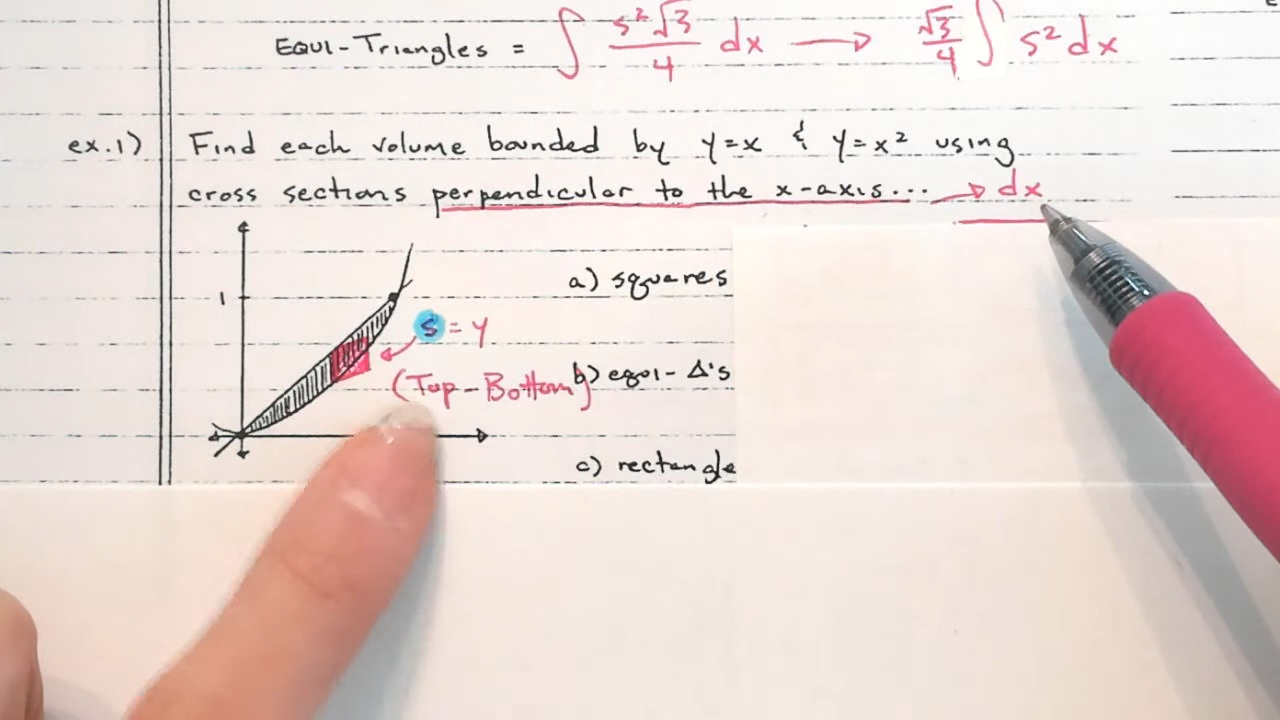 EQUI-Triangles = ∫ s²√3/4 dx → √3/4 ∫ s² dx
ex.1) Find each volume bounded by y=x & y=x² using
cross sections perpendicular to the x-axis... → dx
a) squares
1
s = y
(Top-Bottom)
b) equi-Δ's
c) rectangle